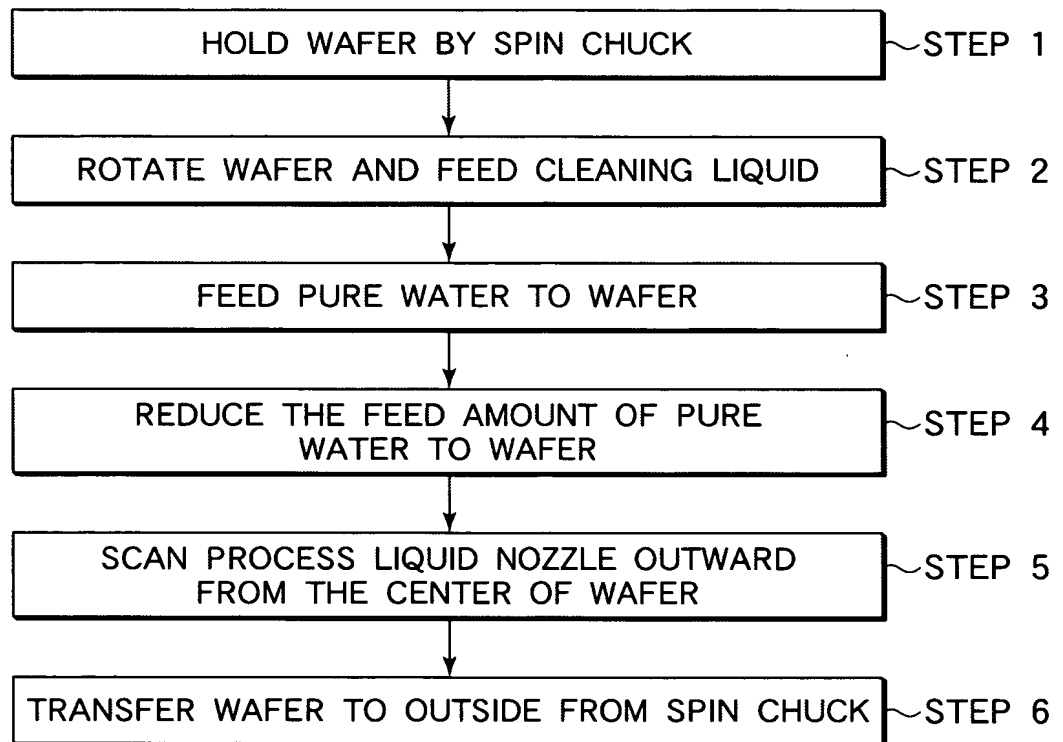 HOLD WAFER BY SPIN CHUCK
STEP 1
ROTATE WAFER AND FEED CLEANING LIQUID
STEP 2
FEED PURE WATER TO WAFER
STEP 3
REDUCE THE FEED AMOUNT OF PURE
WATER TO WAFER
STEP 4
SCAN PROCESS LIQUID NOZZLE OUTWARD
FROM THE CENTER OF WAFER
STEP 5
TRANSFER WAFER TO OUTSIDE FROM SPIN CHUCK
STEP 6